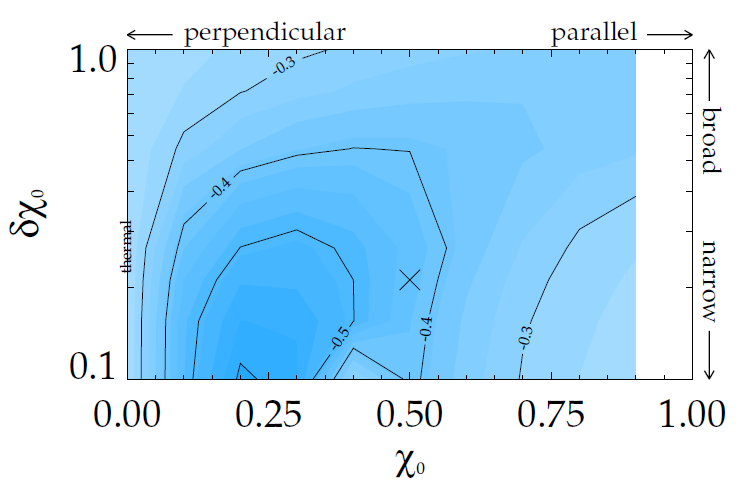 perpendicular
parallel
1.0
-0.3
broad
-0.4
δχ₀
thermal
narrow
-0.5
-0.4
-0.3
0.1
0.00
0.25
0.50
0.75
1.00
χ₀